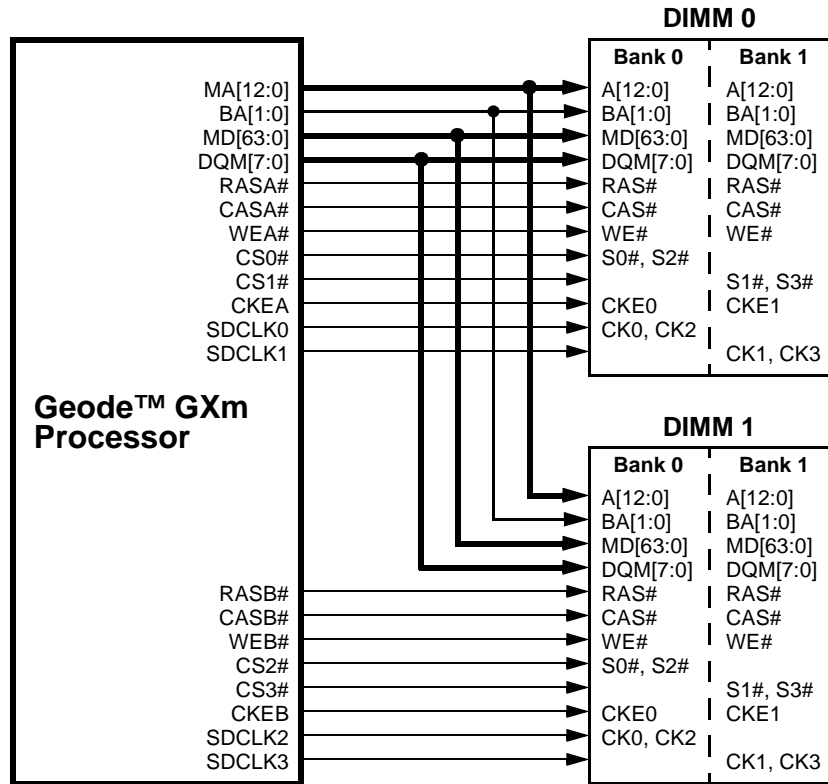 DIMM 0
Bank 0 Bank 1
MA[12:0] A[12:0] A[12:0]
BA[1:0] BA[1:0] BA[1:0]
MD[63:0] MD[63:0] MD[63:0]
DQM[7:0] DQM[7:0] DQM[7:0]
RASA# RAS# RAS#
CASA# CAS# CAS#
WEA# WE# WE#
CS0# S0#, S2#
CS1# S1#, S3#
CKEA CKE0 CKE1
SDCLK0 CK0, CK2
SDCLK1 CK1, CK3
Geode™ GXm
Processor
DIMM 1
Bank 0 Bank 1
A[12:0] A[12:0]
BA[1:0] BA[1:0]
MD[63:0] MD[63:0]
DQM[7:0] DQM[7:0]
RASB# RAS# RAS#
CASB# CAS# CAS#
WEB# WE# WE#
CS2# S0#, S2#
CS3# S1#, S3#
CKEB CKE0 CKE1
SDCLK2 CK0, CK2
SDCLK3 CK1, CK3